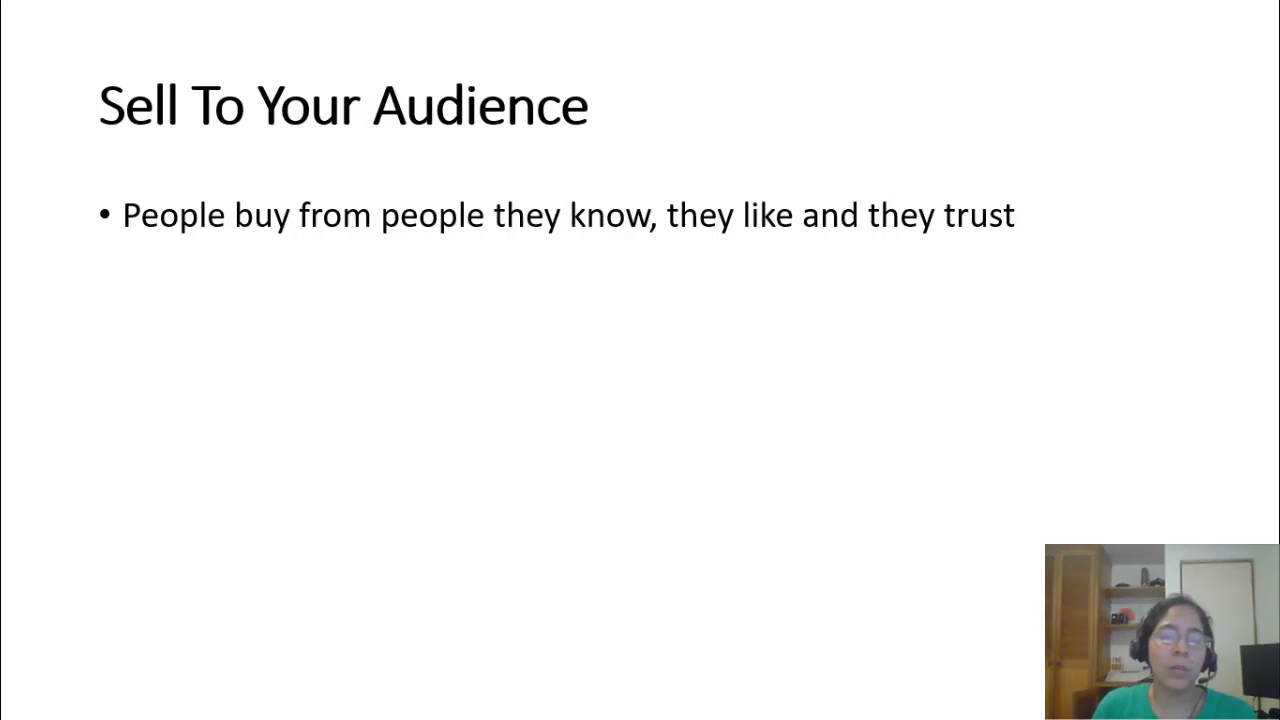 Sell To Your Audience
• People buy from people they know, they like and they trust